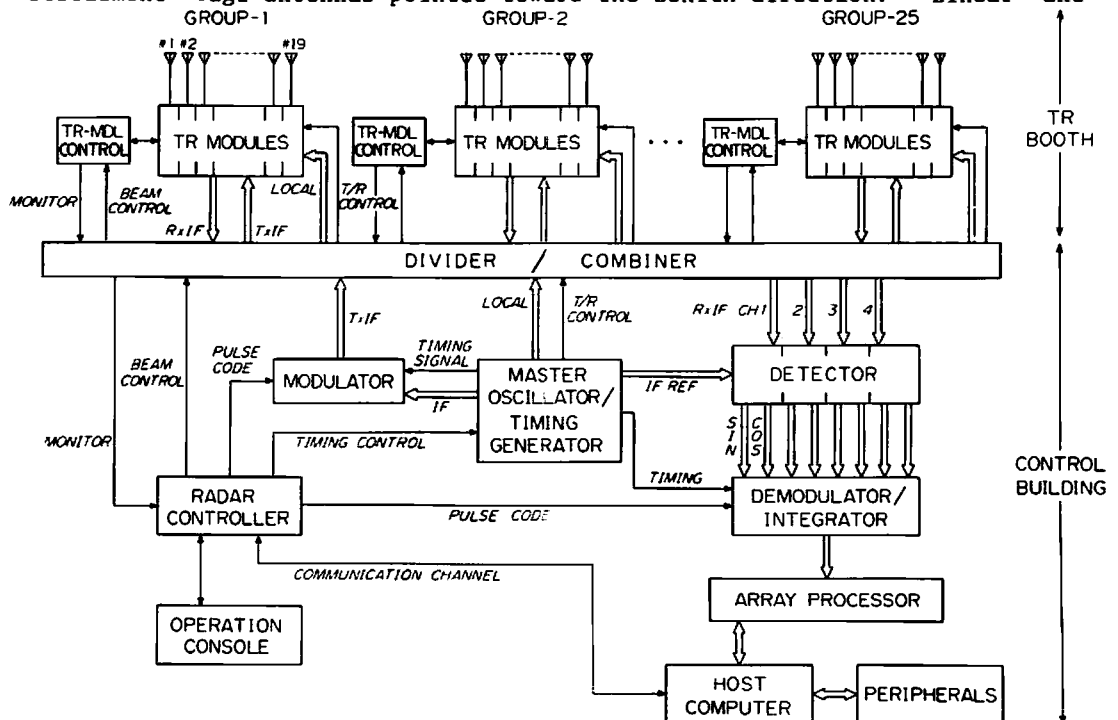 GROUP-1
GROUP-2
GROUP-25
#1 #2
#19
TR-MDL
CONTROL
TR MODULES
TR-MDL
CONTROL
TR MODULES
...
TR-MDL
CONTROL
TR MODULES
TR
BOOTH
MONITOR
BEAM
CONTROL
RxIF
TxIF
LOCAL
T/R
CONTROL
DIVIDER / COMBINER
TxIF
LOCAL
T/R
CONTROL
RxIF CH1
2
3
4
BEAM
CONTROL
PULSE
CODE
MODULATOR
TIMING
SIGNAL
IF
MASTER
OSCILLATOR/
TIMING
GENERATOR
IF REF
DETECTOR
SIN
COS
MONITOR
TIMING CONTROL
TIMING
RADAR
CONTROLLER
PULSE CODE
DEMODULATOR/
INTEGRATOR
CONTROL
BUILDING
COMMUNICATION CHANNEL
ARRAY PROCESSOR
OPERATION
CONSOLE
HOST
COMPUTER
PERIPHERALS